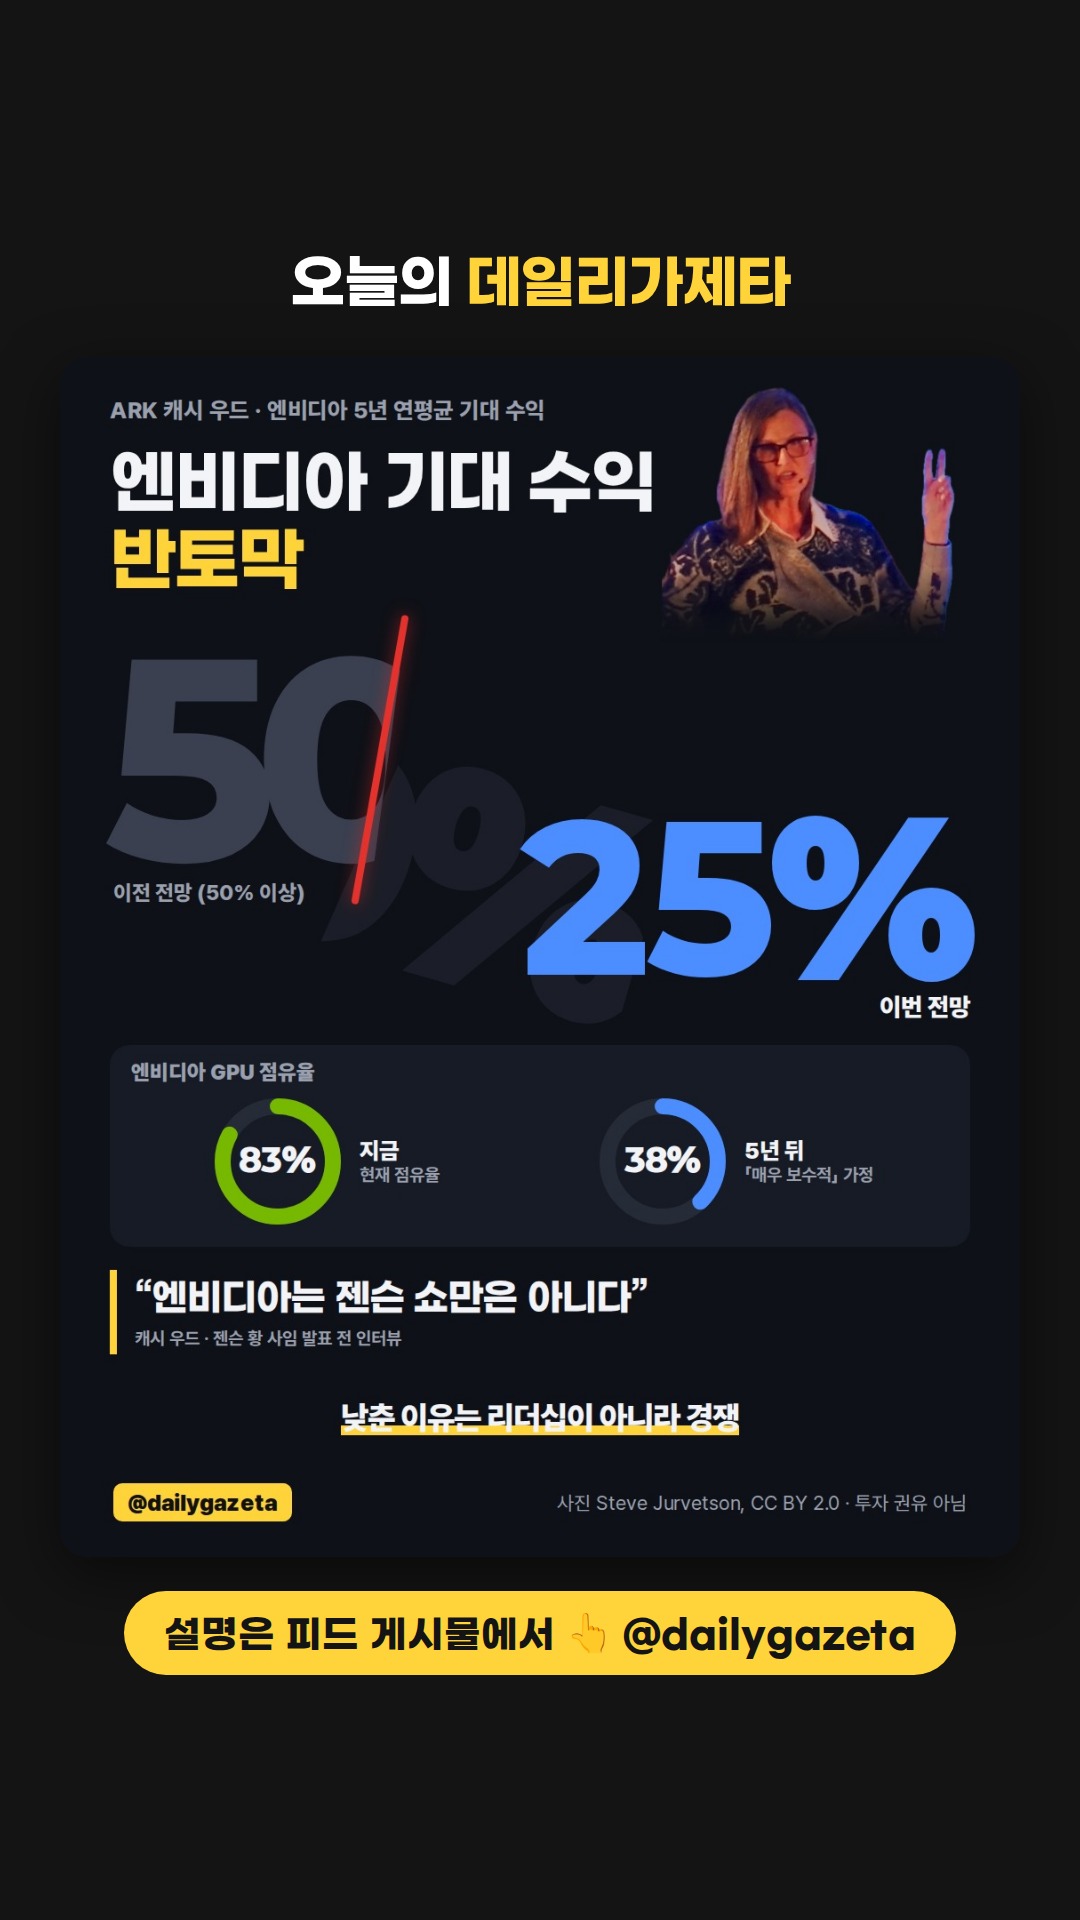 오늘의 데일리가제타
ARK 캐시 우드 · 엔비디아 5년 연평균 기대 수익
엔비디아 기대 수익
반토막
50%
이전 전망 (50% 이상)
25%
이번 전망
엔비디아 GPU 점유율
83%
지금
현재 점유율
38%
5년 뒤
「매우 보수적」 가정
“엔비디아는 젠슨 쇼만은 아니다”
캐시 우드 · 젠슨 황 사임 발표 전 인터뷰
낮춘 이유는 리더십이 아니라 경쟁
@dailygazeta
사진 Steve Jurvetson, CC BY 2.0 · 투자 권유 아님
설명은 피드 게시물에서 👆 @dailygazeta